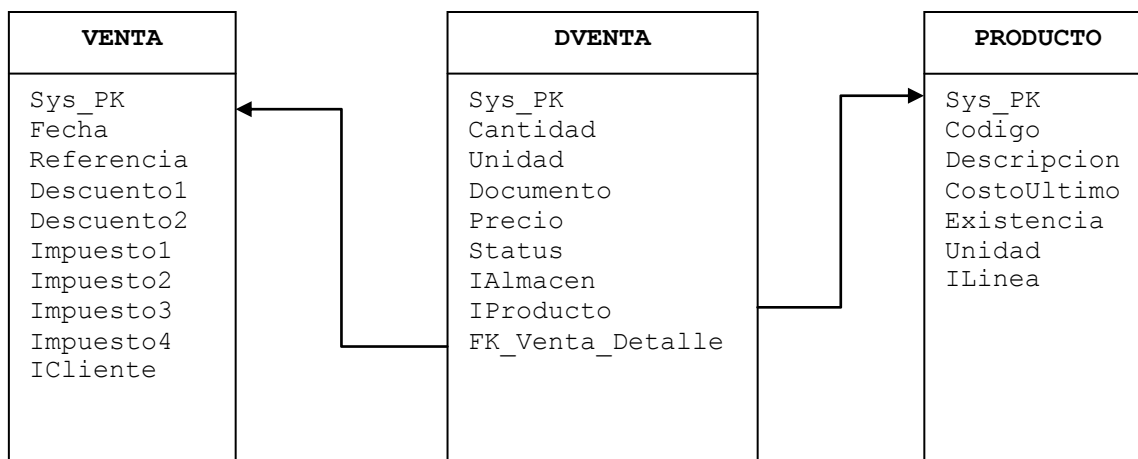 VENTA
Sys_PK
Fecha
Referencia
Descuento1
Descuento2
Impuesto1
Impuesto2
Impuesto3
Impuesto4
ICliente
DVENTA
Sys_PK
Cantidad
Unidad
Documento
Precio
Status
IAlmacen
IProducto
FK_Venta_Detalle
PRODUCTO
Sys_PK
Codigo
Descripcion
CostoUltimo
Existencia
Unidad
ILinea